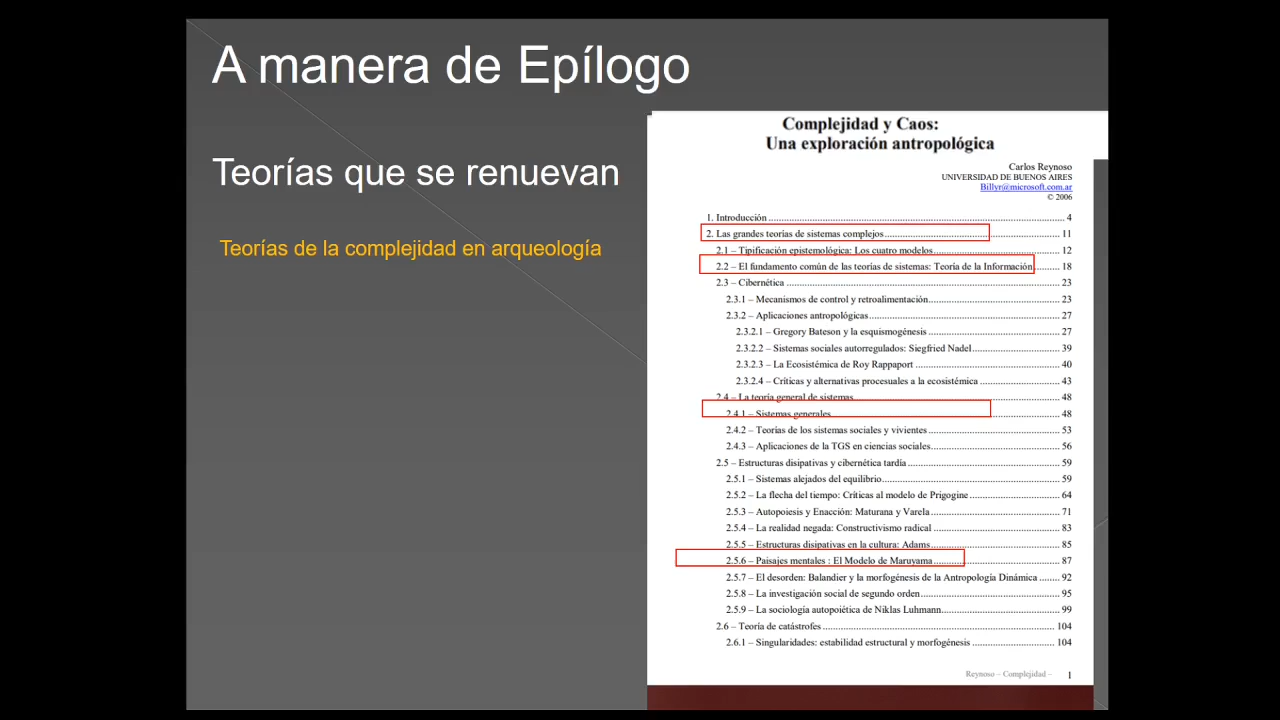 A manera de Epílogo
Teorías que se renuevan
Teorías de la complejidad en arqueología
Complejidad y Caos:
Una exploración antropológica
Carlos Reynoso
UNIVERSIDAD DE BUENOS AIRES
Billyr@microsoft.com.ar
© 2006
1. Introducción ........ 4
2. Las grandes teorías de sistemas complejos........ 11
2.1 – Tipificación epistemológica: Los cuatro modelos........ 12
2.2 – El fundamento común de las teorías de sistemas: Teoría de la Información........ 18
2.3 – Cibernética ........ 23
2.3.1 – Mecanismos de control y retroalimentación........ 23
2.3.2 – Aplicaciones antropológicas........ 27
2.3.2.1 – Gregory Bateson y la esquismogénesis ........ 27
2.3.2.2 – Sistemas sociales autorregulados: Siegfried Nadel........ 39
2.3.2.3 – La Ecosistémica de Roy Rappaport ........ 40
2.3.2.4 – Críticas y alternativas procesuales a la ecosistémica ........ 43
2.4 – La teoría general de sistemas........ 48
2.4.1 – Sistemas generales........ 48
2.4.2 – Teorías de los sistemas sociales y vivientes ........ 53
2.4.3 – Aplicaciones de la TGS en ciencias sociales........ 56
2.5 – Estructuras disipativas y cibernética tardía ........ 59
2.5.1 – Sistemas alejados del equilibrio........ 59
2.5.2 – La flecha del tiempo: Críticas al modelo de Prigogine ........ 64
2.5.3 – Autopoiesis y Enacción: Maturana y Varela........ 71
2.5.4 – La realidad negada: Constructivismo radical ........ 83
2.5.5 – Estructuras disipativas en la cultura: Adams........ 85
2.5.6 – Paisajes mentales : El Modelo de Maruyama ........ 87
2.5.7 – El desorden: Balandier y la morfogénesis de la Antropología Dinámica ........ 92
2.5.8 – La investigación social de segundo orden........ 95
2.5.9 – La sociología autopoiética de Niklas Luhmann........ 99
2.6 – Teoría de catástrofes ........ 104
2.6.1 – Singularidades: estabilidad estructural y morfogénesis ........ 104
Reynoso – Complejidad – 1